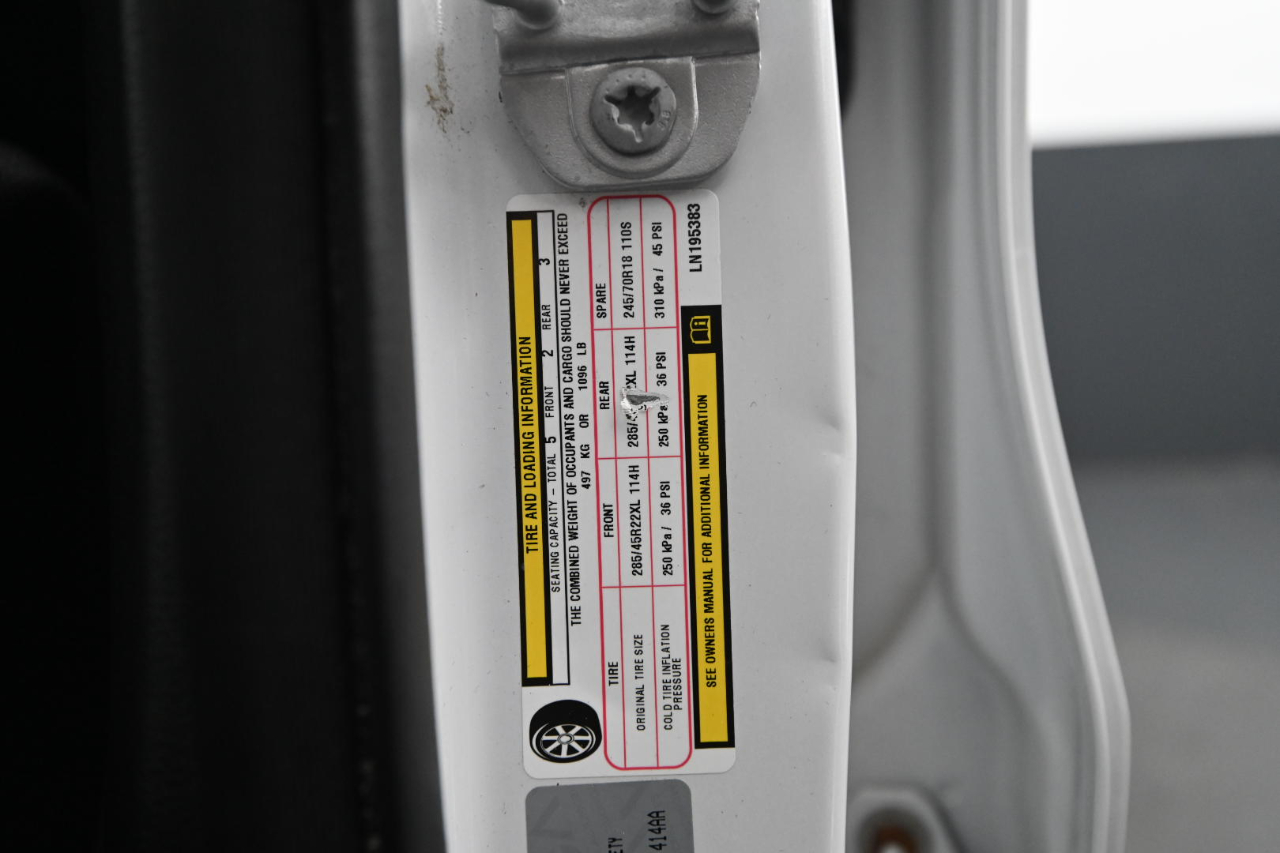 TIRE AND LOADING INFORMATION
SEATING CAPACITY - TOTAL 5 FRONT 2 REAR 3
THE COMBINED WEIGHT OF OCCUPANTS AND CARGO SHOULD NEVER EXCEED
497 KG OR 1096 LB
TIRE FRONT REAR SPARE
ORIGINAL TIRE SIZE 285/45R22XL 114H 114H 245/70R18 110S
COLD TIRE INFLATION PRESSURE 250 kPa / 36 PSI 250 kPa 36 PSI 310 kPa / 45 PSI
SEE OWNERS MANUAL FOR ADDITIONAL INFORMATION
LN195383
414AA